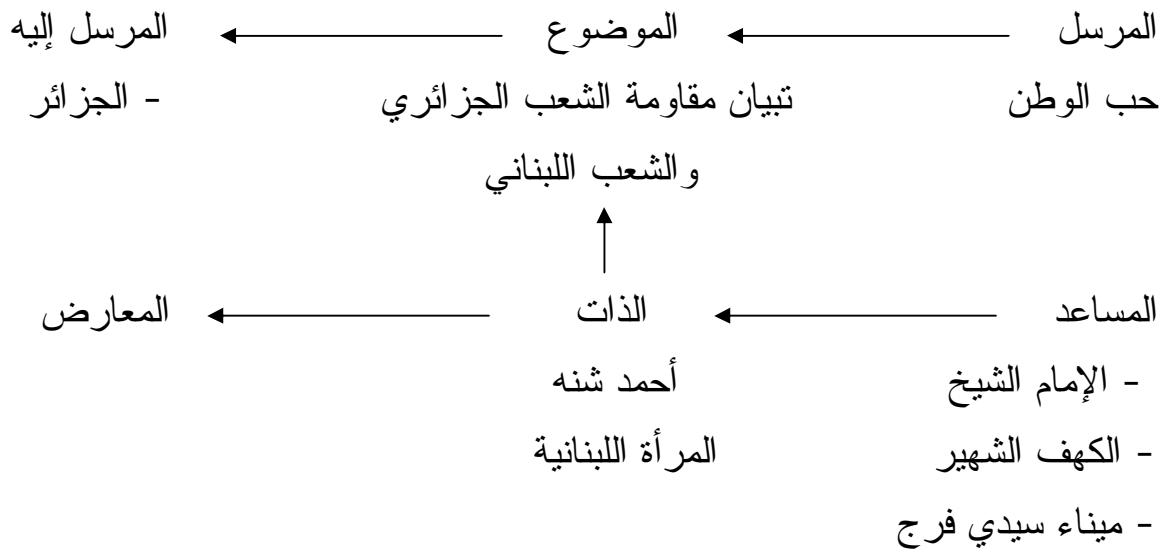 المرسل الموضوع المرسل إليه
حب الوطن تبيان مقاومة الشعب الجزائري - الجزائر
والشعب اللبناني
المساعد الذات المعارض
- الإمام الشيخ أحمد شنه
- الكهف الشهير المرأة اللبنانية
- ميناء سيدي فرج